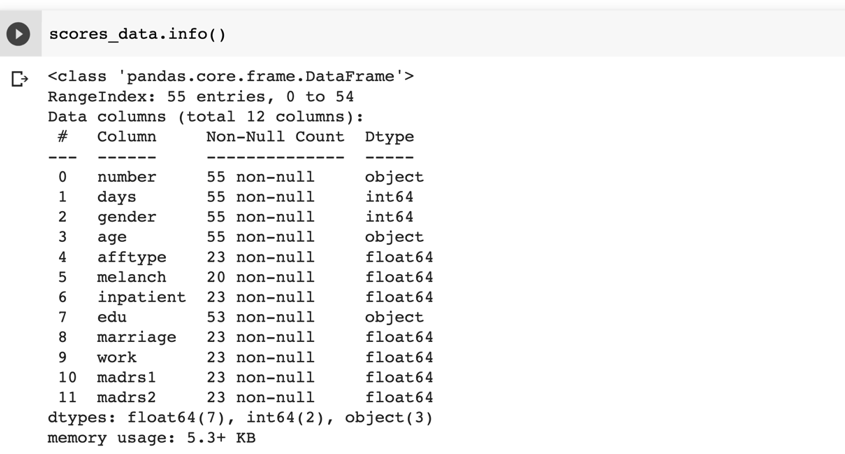 scores_data.info()
<class 'pandas.core.frame.DataFrame'>
RangeIndex: 55 entries, 0 to 54
Data columns (total 12 columns):
 #   Column     Non-Null Count  Dtype
---  ------     --------------  -----
 0   number     55 non-null     object
 1   days       55 non-null     int64
 2   gender     55 non-null     int64
 3   age        55 non-null     object
 4   afftype    23 non-null     float64
 5   melanch    20 non-null     float64
 6   inpatient  23 non-null     float64
 7   edu        53 non-null     object
 8   marriage   23 non-null     float64
 9   work       23 non-null     float64
 10  madrs1     23 non-null     float64
 11  madrs2     23 non-null     float64
dtypes: float64(7), int64(2), object(3)
memory usage: 5.3+ KB